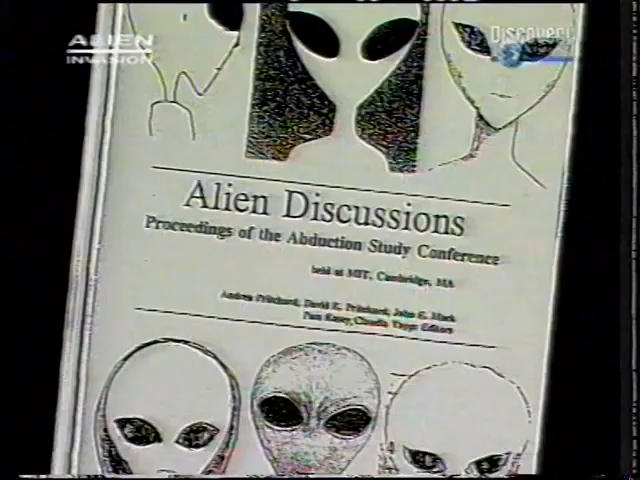 ALIEN
INVASION
Discovery
Alien Discussions
Proceedings of the Abduction Study Conference
held at MIT, Cambridge, MA
Andrea Pritchard, David E. Pritchard, John E. Mack
Pam Kasey, Claudia Yapp: Editors